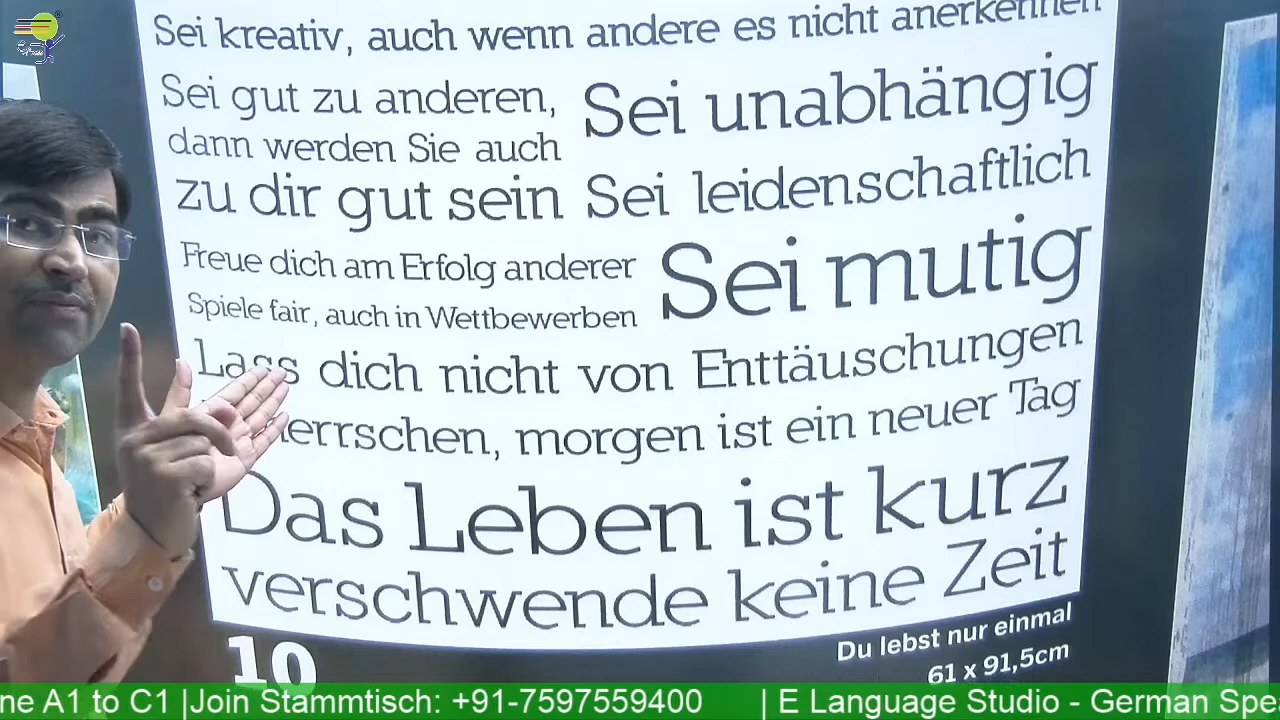 Sei kreativ, auch wenn andere es nicht anerkennen
Sei gut zu anderen,
dann werden Sie auch
zu dir gut sein
Sei unabhängig
Sei leidenschaftlich
Freue dich am Erfolg anderer
Spiele fair, auch in Wettbewerben
Sei mutig
Lass dich nicht von Enttäuschungen
herrschen, morgen ist ein neuer Tag
Das Leben ist kurz
verschwende keine Zeit
10
Du lebst nur einmal
61 x 91,5cm
ne A1 to C1 |Join Stammtisch: +91-7597559400 | E Language Studio - German Spea